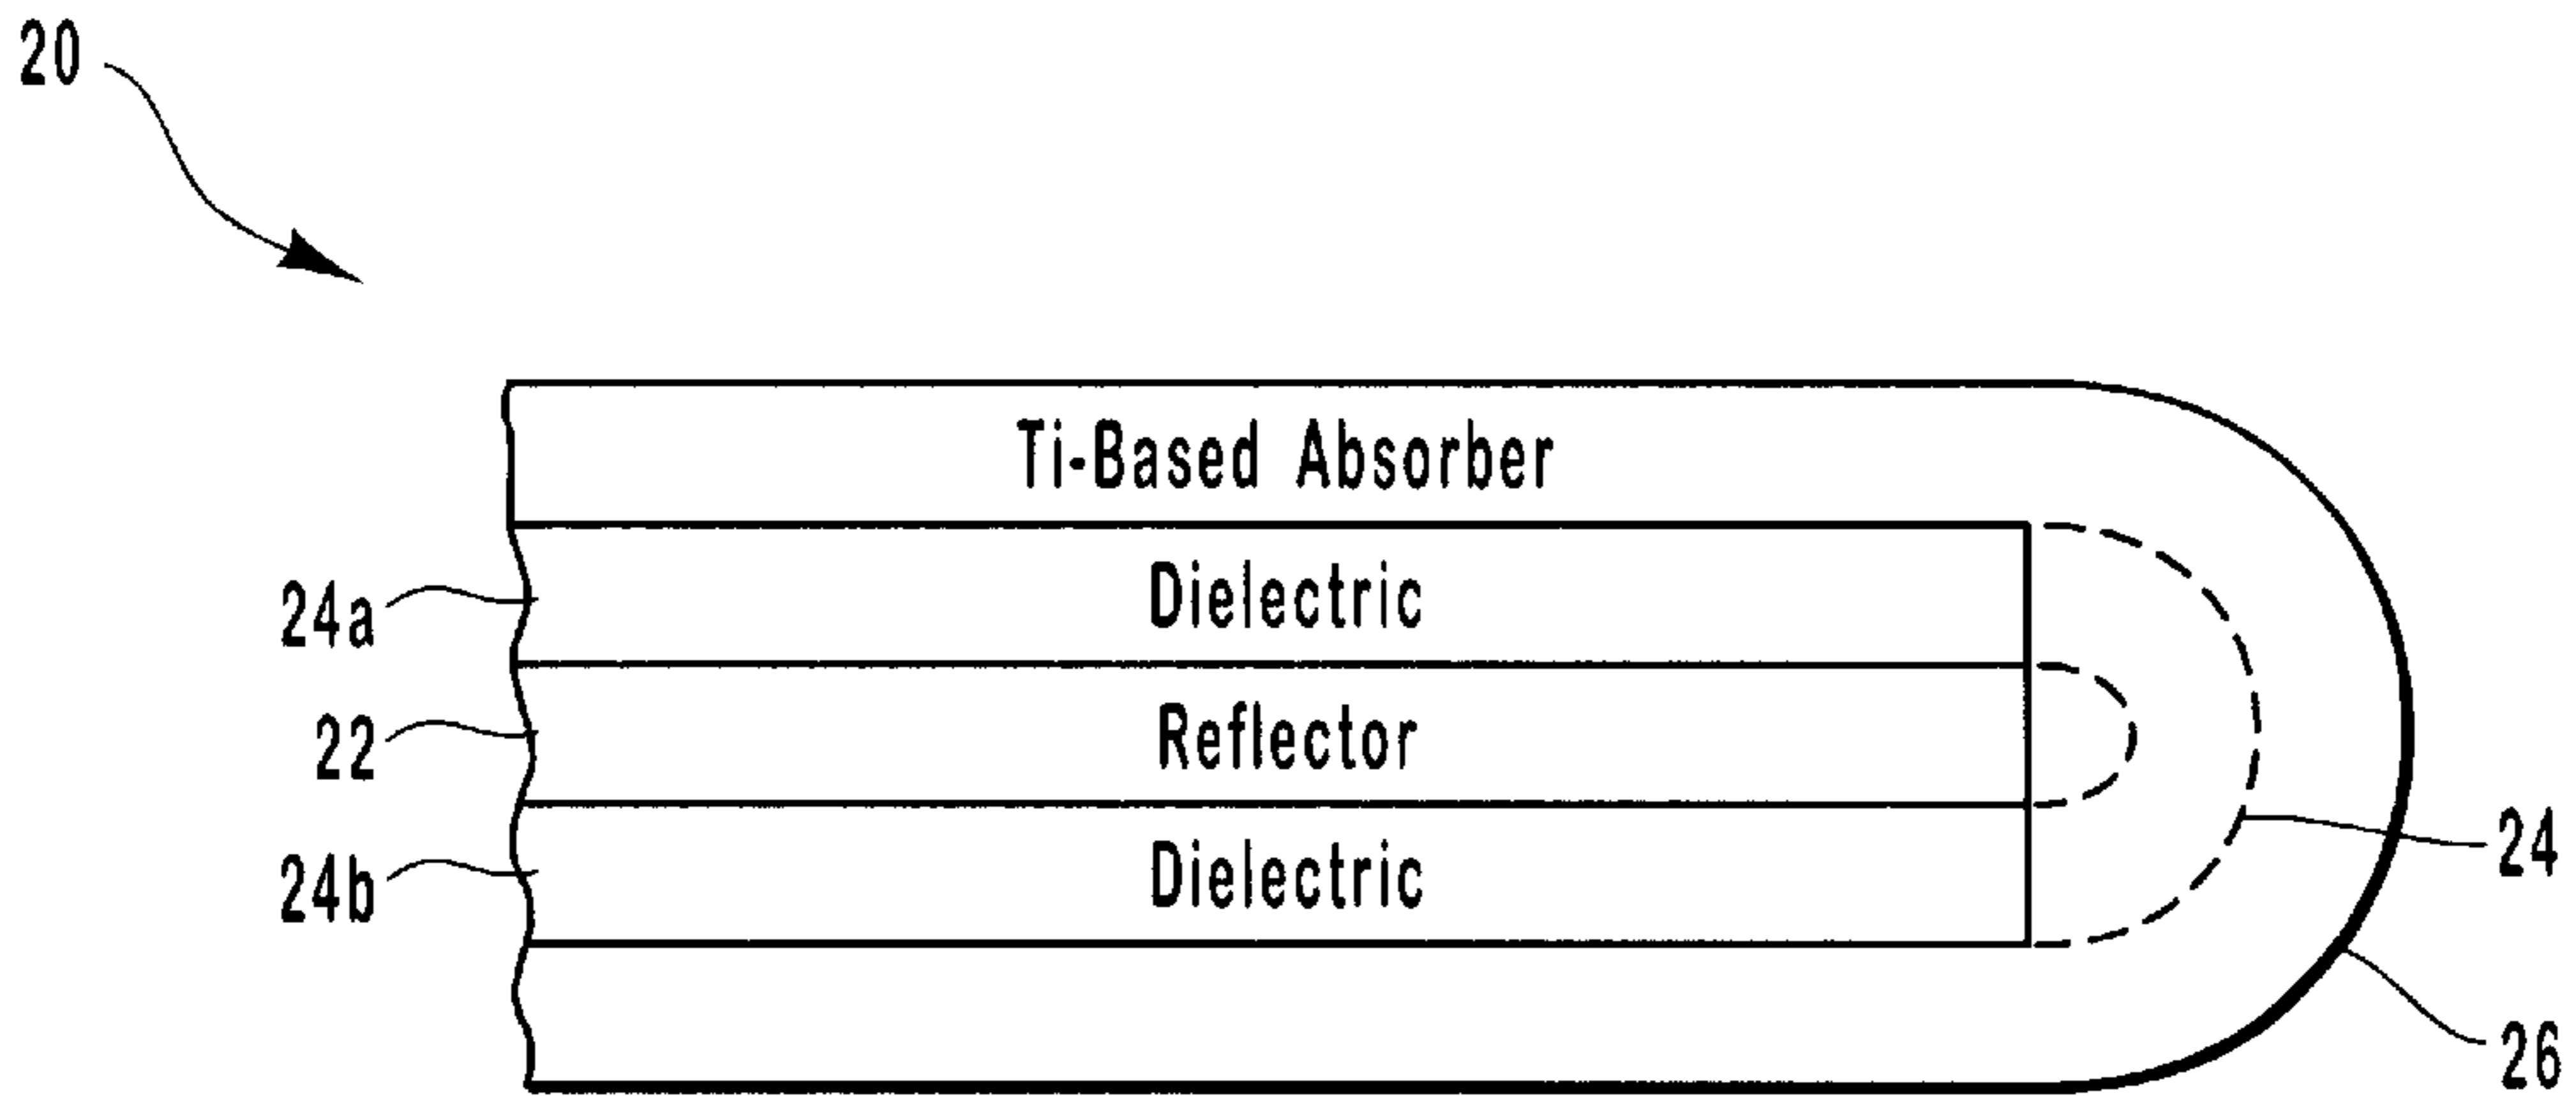 20
Ti-Based Absorber
24a
Dielectric
22
Reflector
24b
Dielectric
24
26